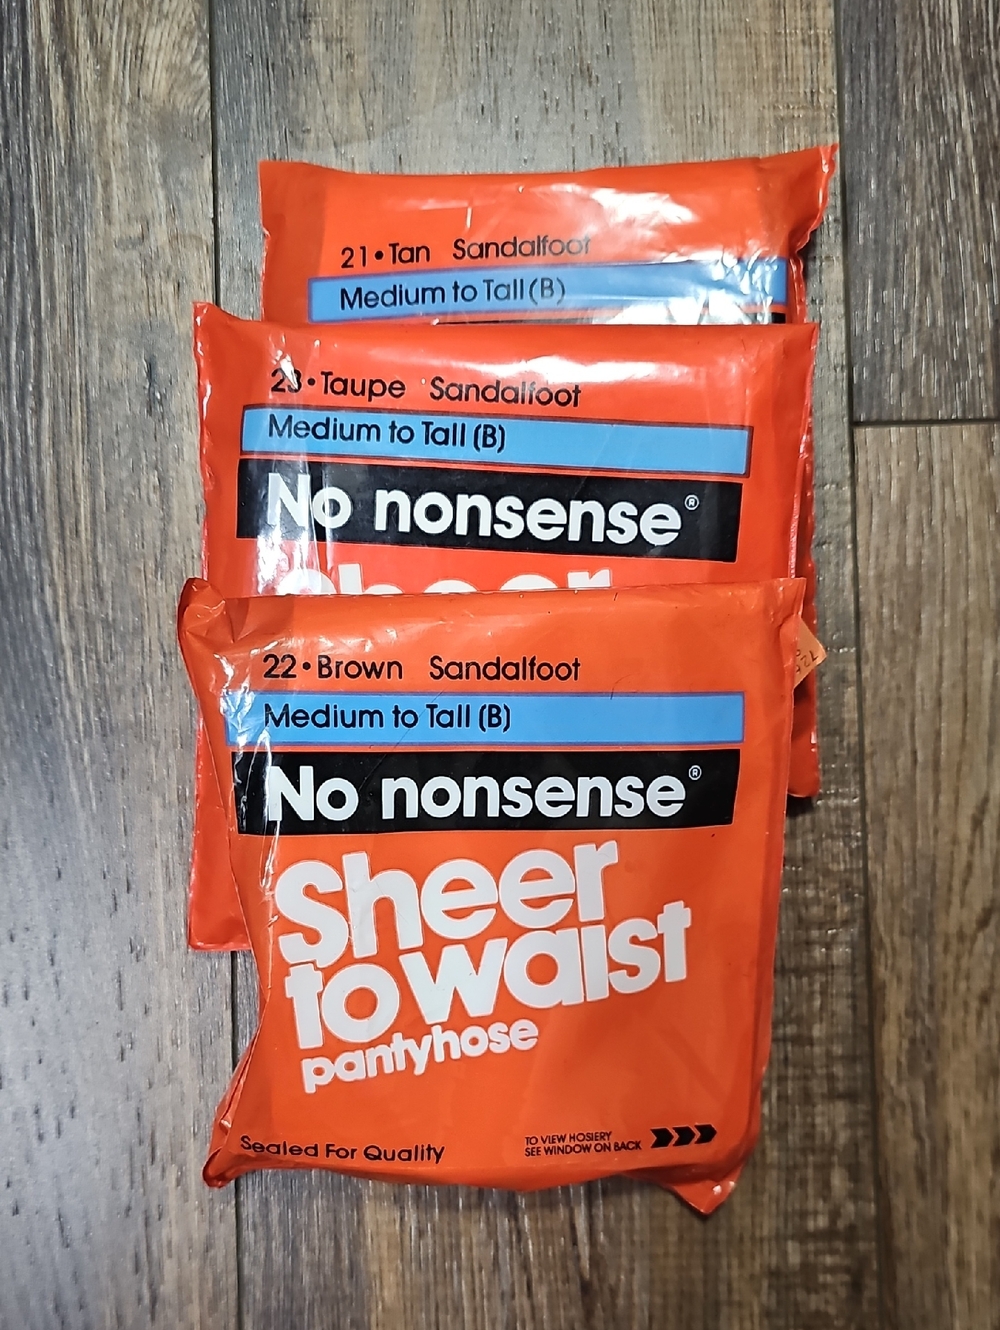 21 • Tan Sandalfoot
Medium to Tall (B)
23 • Taupe Sandalfoot
Medium to Tall (B)
No nonsense®
Sheer
22 • Brown Sandalfoot
Medium to Tall (B)
No nonsense®
Sheer
to waist
pantyhose
Sealed For Quality
TO VIEW HOSIERY
SEE WINDOW ON BACK